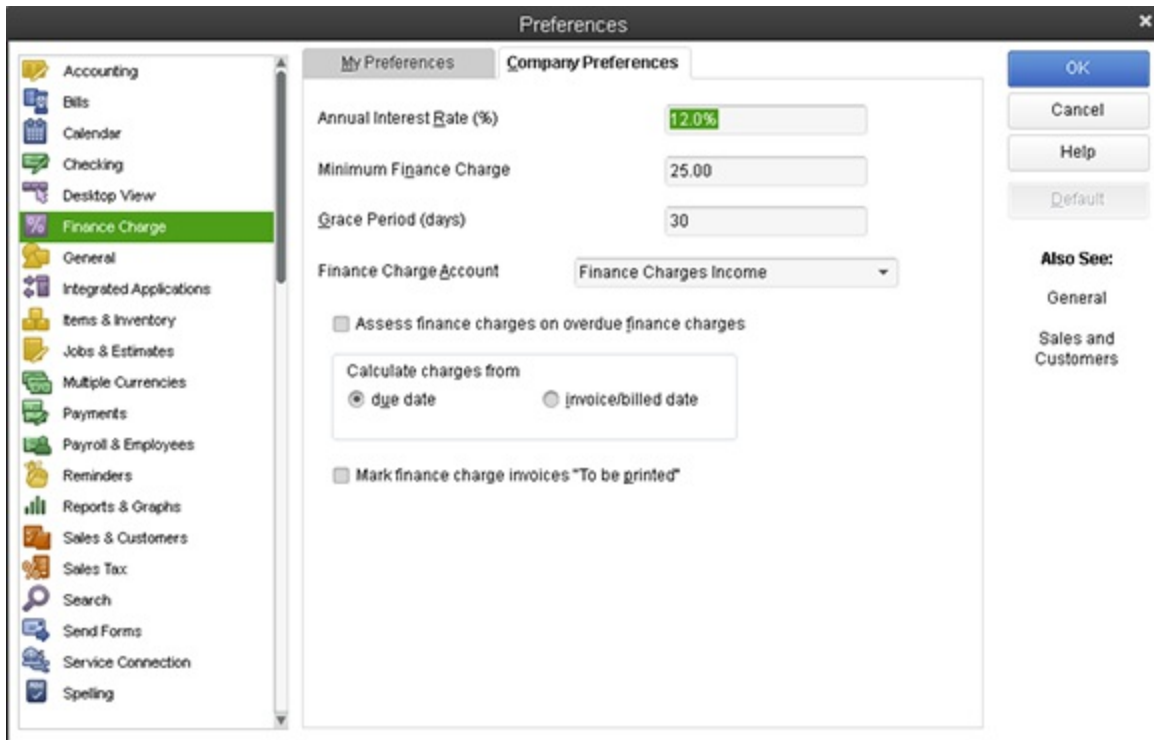 Preferences
Accounting
Bills
Calendar
Checking
Desktop View
Finance Charge
General
Integrated Applications
Items & Inventory
Jobs & Estimates
Multiple Currencies
Payments
Payroll & Employees
Reminders
Reports & Graphs
Sales & Customers
Sales Tax
Search
Send Forms
Service Connection
Spelling
My Preferences
Company Preferences
Annual Interest Rate (%) 12.0%
Minimum Finance Charge 25.00
Grace Period (days) 30
Finance Charge Account Finance Charges Income
Assess finance charges on overdue finance charges
Calculate charges from
due date invoice/billed date
Mark finance charge invoices "To be printed"
OK
Cancel
Help
Default
Also See:
General
Sales and
Customers